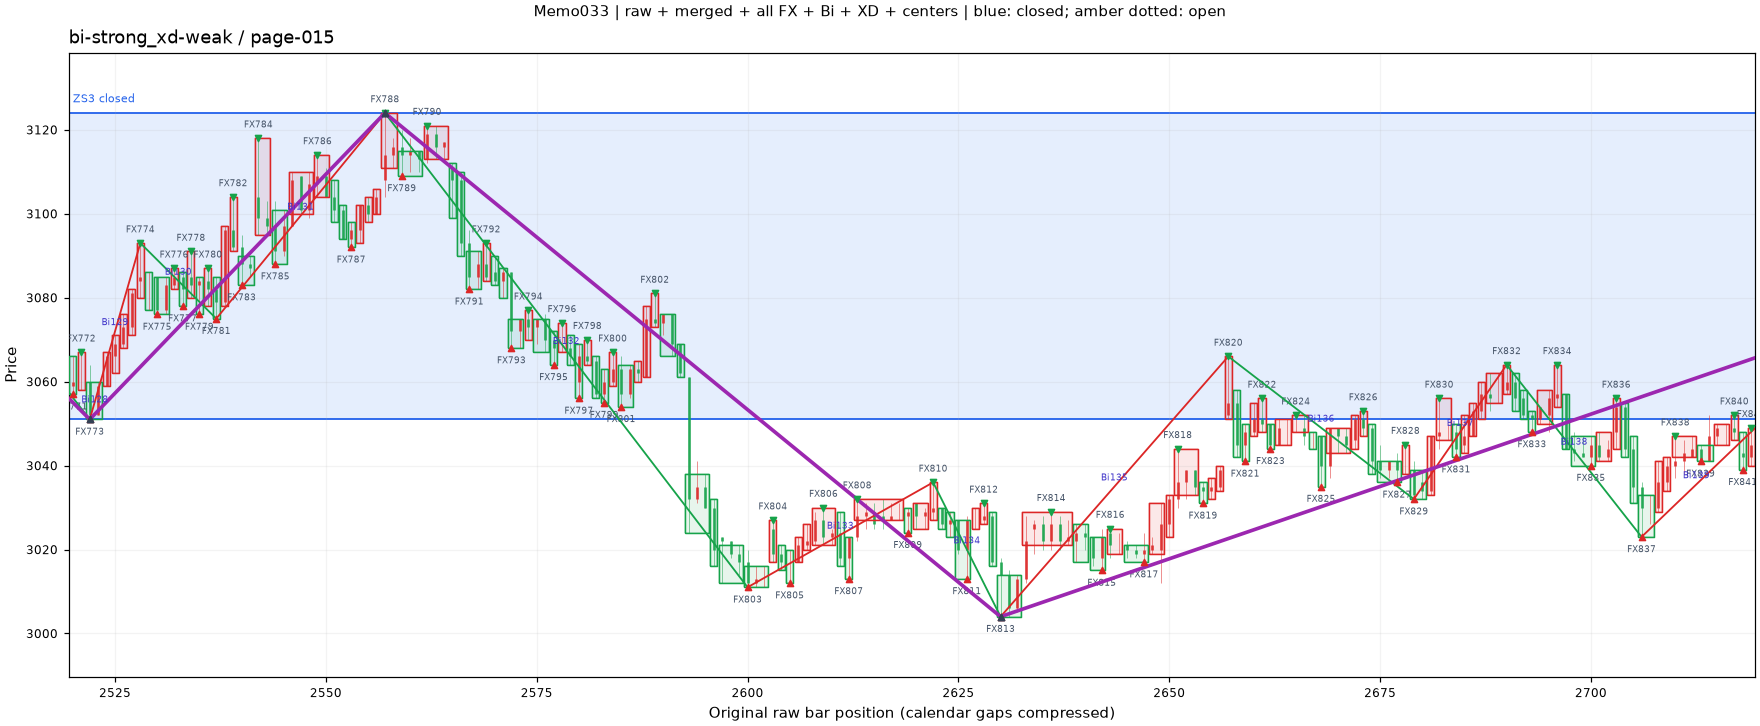 Memo033 | raw + merged + all FX + Bi + XD + centers | blue: closed; amber dotted: open
bi-strong_xd-weak / page-015
ZS3 closed
FX788
FX790
FX784
FX786
FX789
FX782
Bi131
FX774
FX778
FX776
FX780
FX787
FX792
Bi130
FX785
FX783
FX791
FX802
FX775
FX777
FX779
FX781
Bi129
FX794
FX796
FX798
FX800
Bi132
FX772
FX793
FX795
FX820
FX832
FX834
Bi128
FX773
FX797
FX799
FX801
FX822
FX824
FX826
FX830
FX836
FX838
FX840
Bi136
Bi137
Bi138
FX818
FX828
FX833
FX821
FX823
FX831
FX810
Bi135
FX808
FX806
FX812
FX814
FX819
FX825
FX827
FX829
FX835
FX839
FX841
FX804
Bi133
FX816
FX809
Bi134
FX837
FX803
FX805
FX807
FX811
FX815
FX817
FX813
3120
3100
3080
3060
3040
3020
3000
Price
2525
2550
2575
2600
2625
2650
2675
2700
Original raw bar position (calendar gaps compressed)